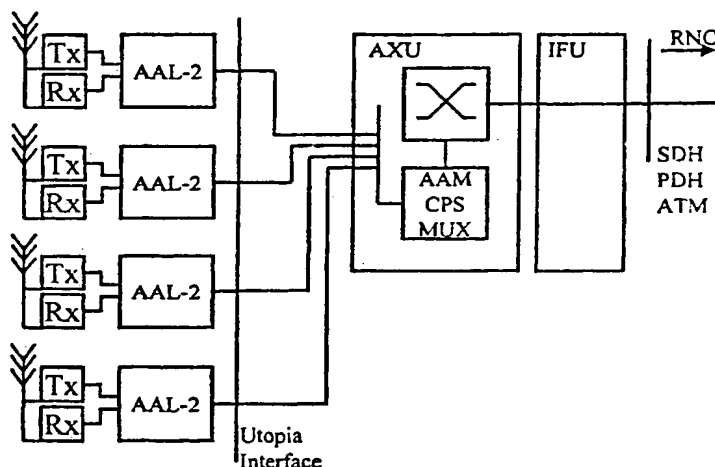 Tx
Rx
AAL-2
Tx
Rx
AAL-2
Tx
Rx
AAL-2
Tx
Rx
AAL-2
Utopia
Interface
AXU
AAM
CPS
MUX
IFU
RNC
SDH
PDH
ATM